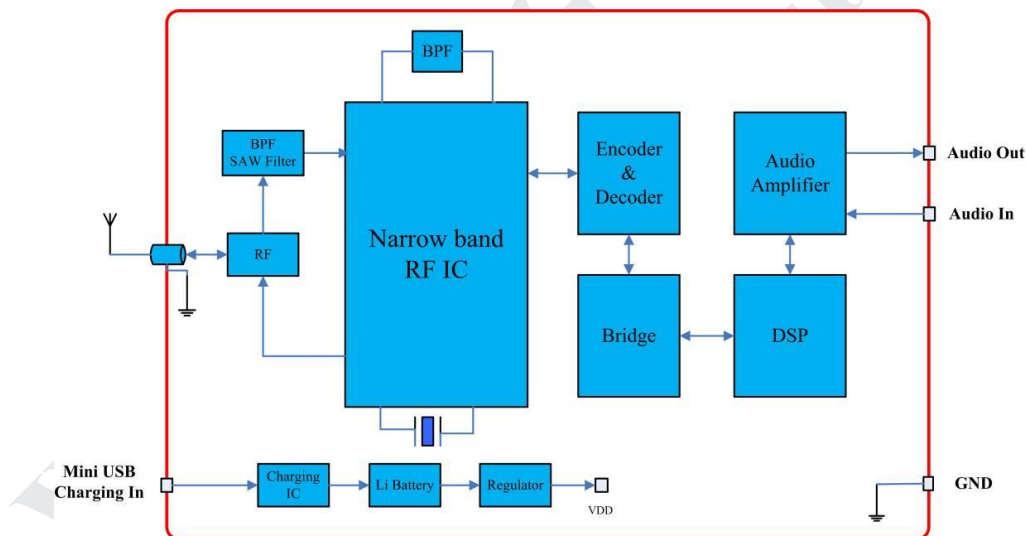 BPF
BPF
SAW Filter
Encoder
&
Decoder
Audio
Amplifier
Audio Out
Audio In
Narrow band
RF IC
RF
Bridge
DSP
Mini USB
Charging In
Charging
IC
Li Battery
Regulator
VDD
GND